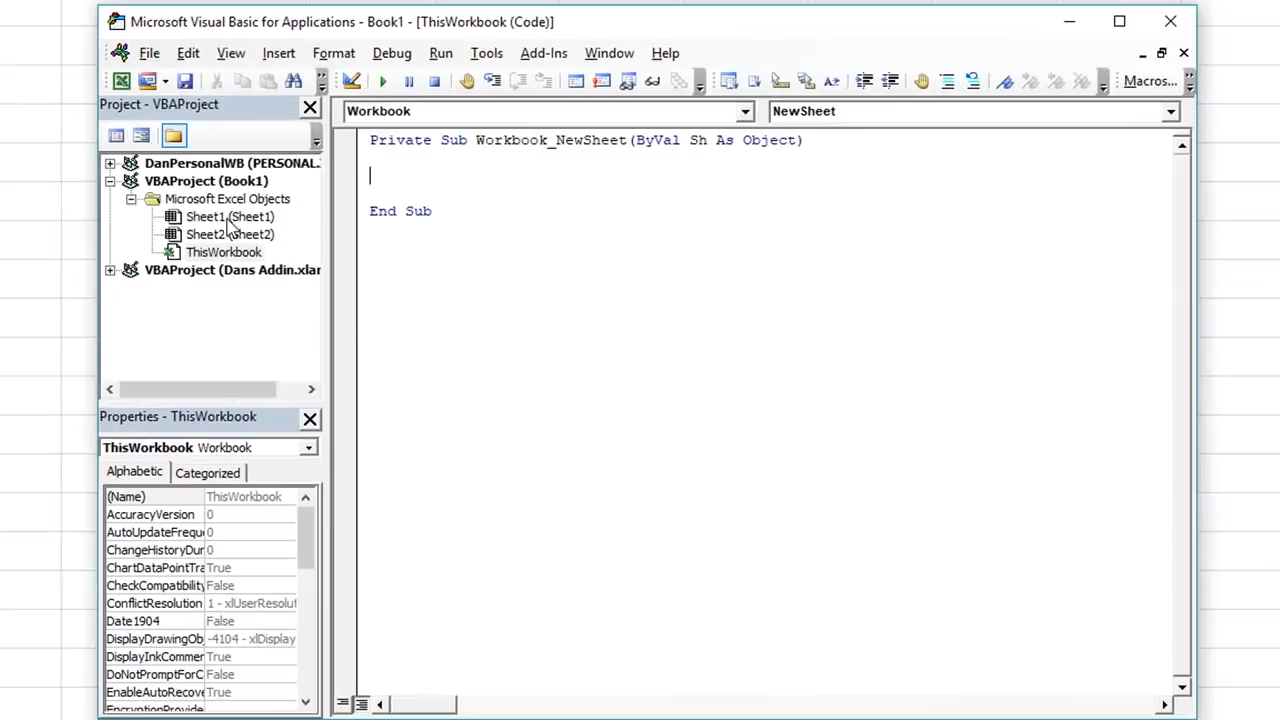 Microsoft Visual Basic for Applications - Book1 - [ThisWorkbook (Code)]
File Edit View Insert Format Debug Run Tools Add-Ins Window Help
Macros...
Project - VBAProject
Workbook
NewSheet
DanPersonalWB (PERSONAL.
VBAProject (Book1)
Microsoft Excel Objects
Sheet1 (Sheet1)
Sheet2 (Sheet2)
ThisWorkbook
VBAProject (Dans Addin.xlam
Private Sub Workbook_NewSheet(ByVal Sh As Object)
End Sub
Properties - ThisWorkbook
ThisWorkbook Workbook
Alphabetic Categorized
(Name) ThisWorkbook
AccuracyVersion 0
AutoUpdateFreque 0
ChangeHistoryDur 0
ChartDataPointTra True
CheckCompatibility False
ConflictResolution 1 - xlUserResolut
Date1904 False
DisplayDrawingOb -4104 - xlDisplay
DisplayInkCommer True
DoNotPromptForC False
EnableAutoRecove True
EncryptionProvide